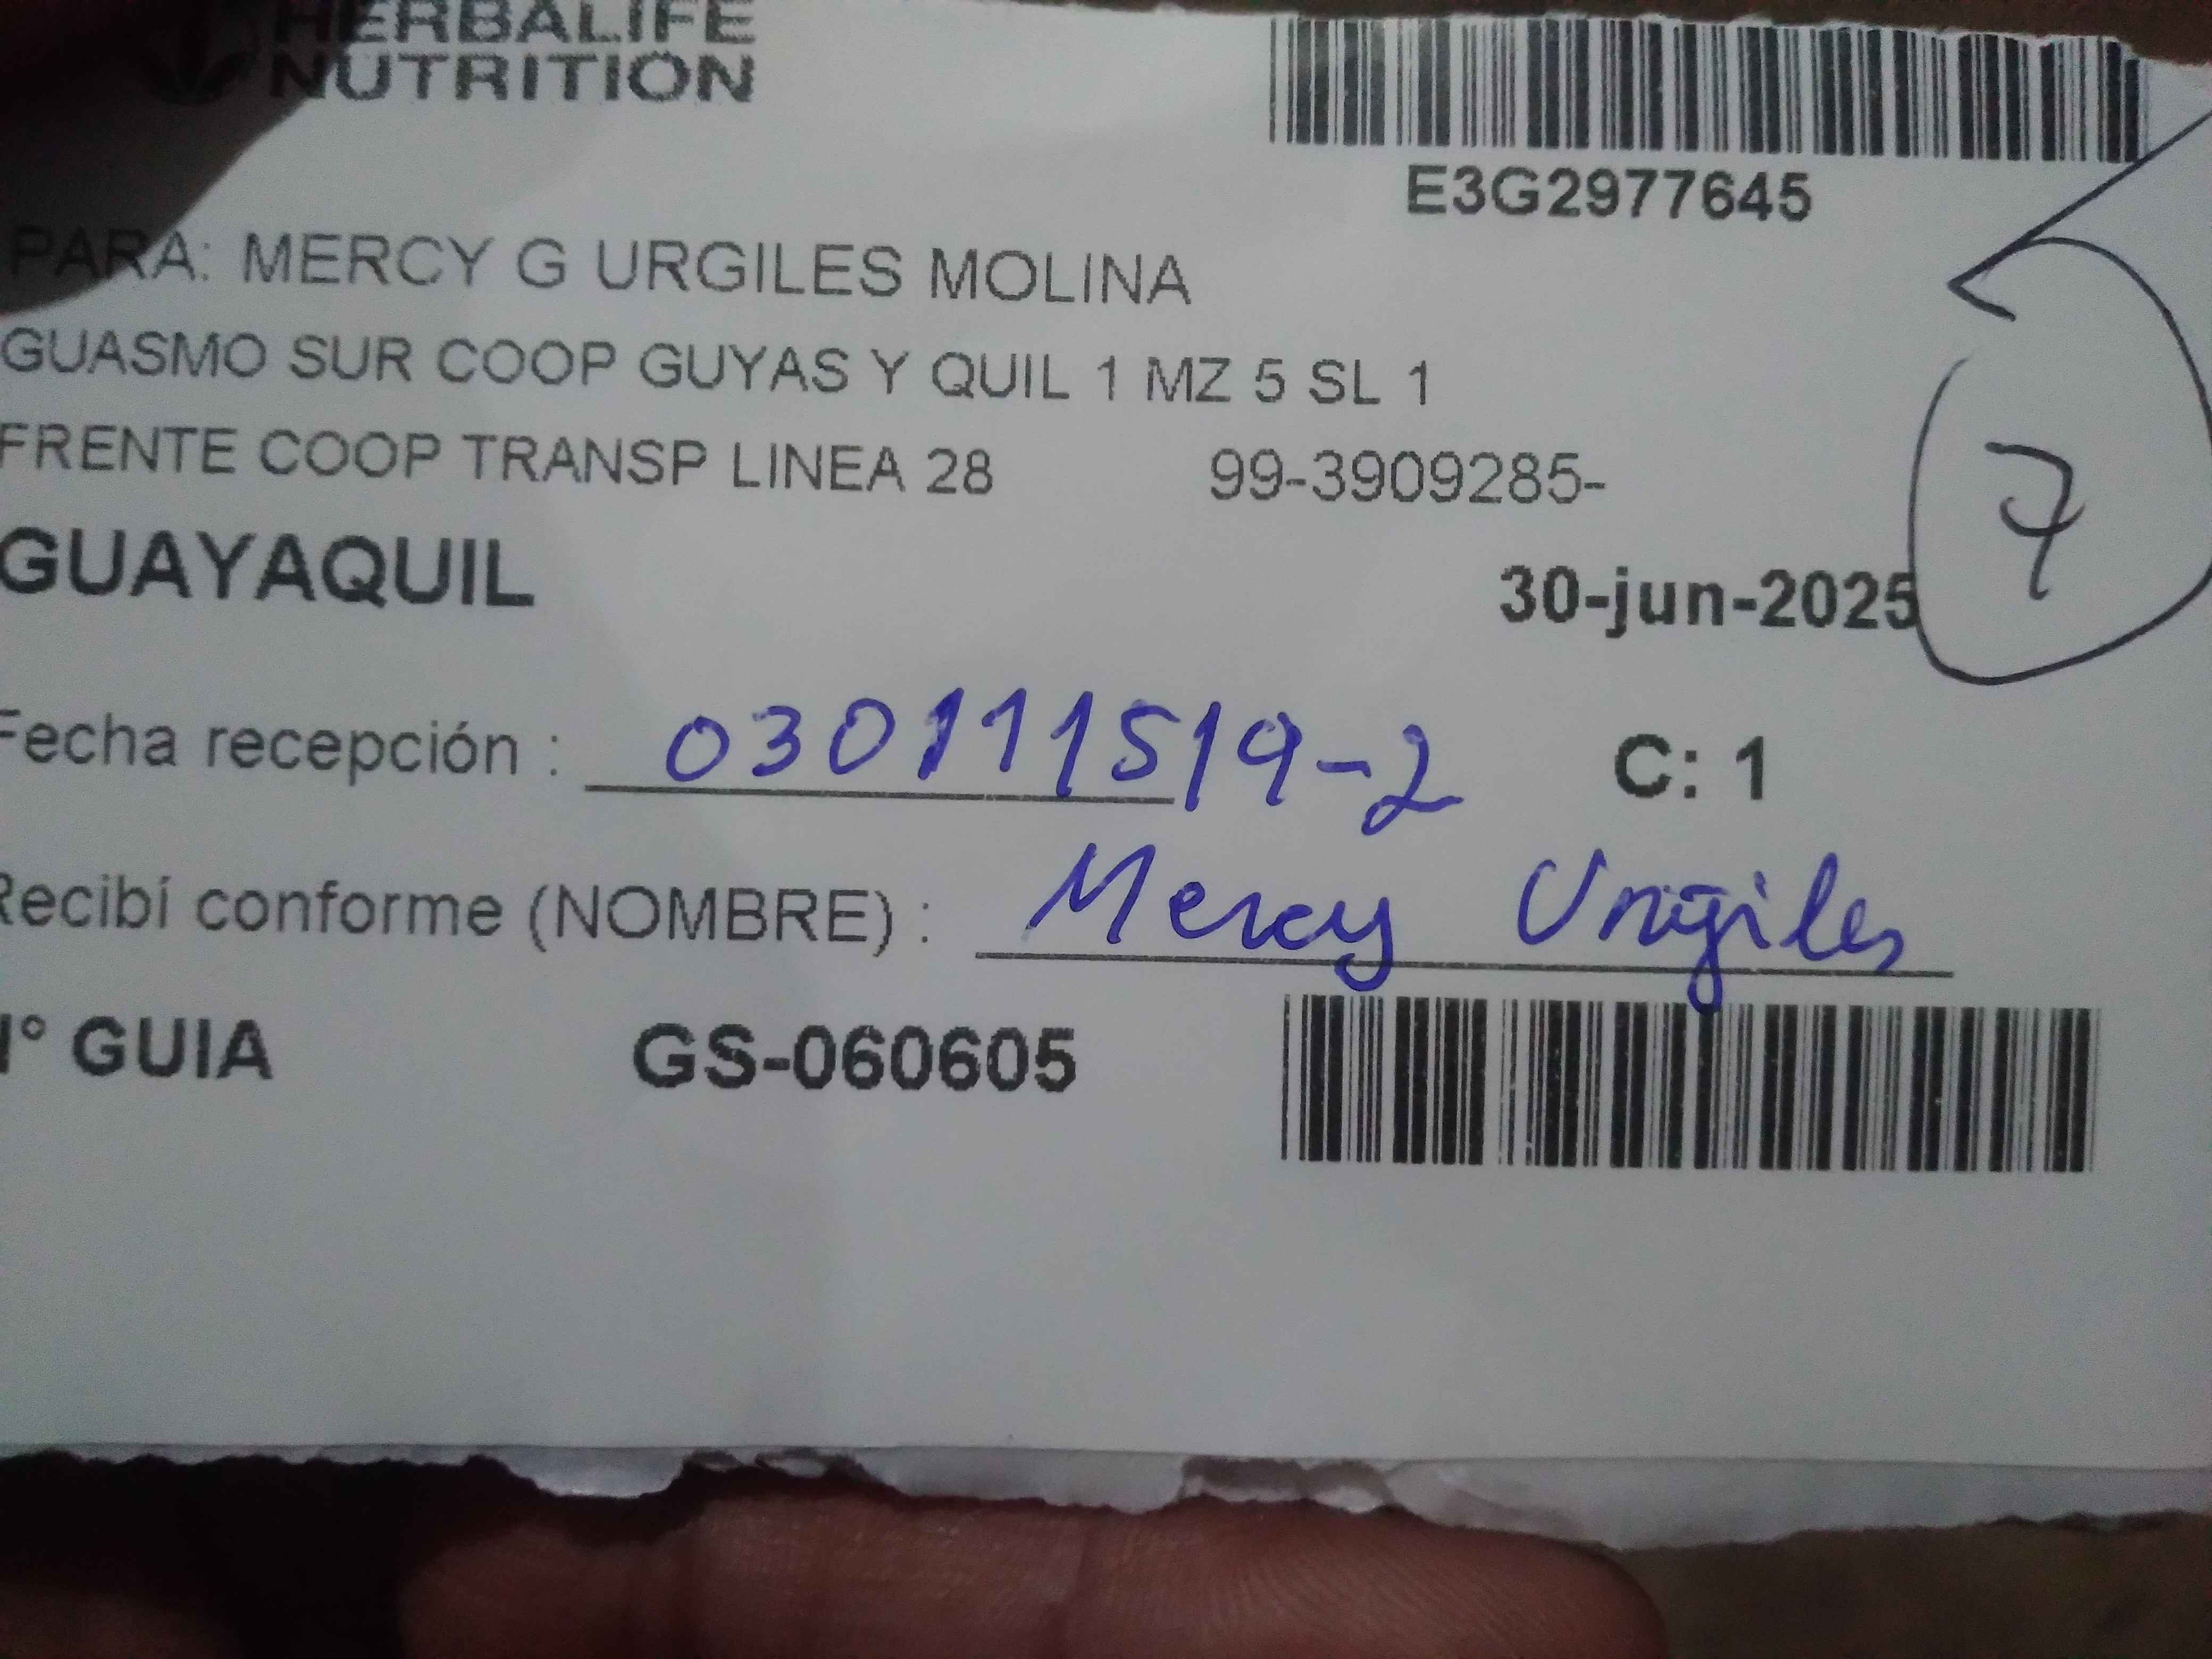 HERBALIFE
NUTRITION
E3G2977645
PARA: MERCY G URGILES MOLINA
GUASMO SUR COOP GUYAS Y QUIL 1 MZ 5 SL 1
FRENTE COOP TRANSP LINEA 28 99-3909285-
7
GUAYAQUIL
30-jun-2025
Fecha recepción : 030111519-2 C: 1
Recibí conforme (NOMBRE) : Mercy Urgiles
N° GUIA GS-060605